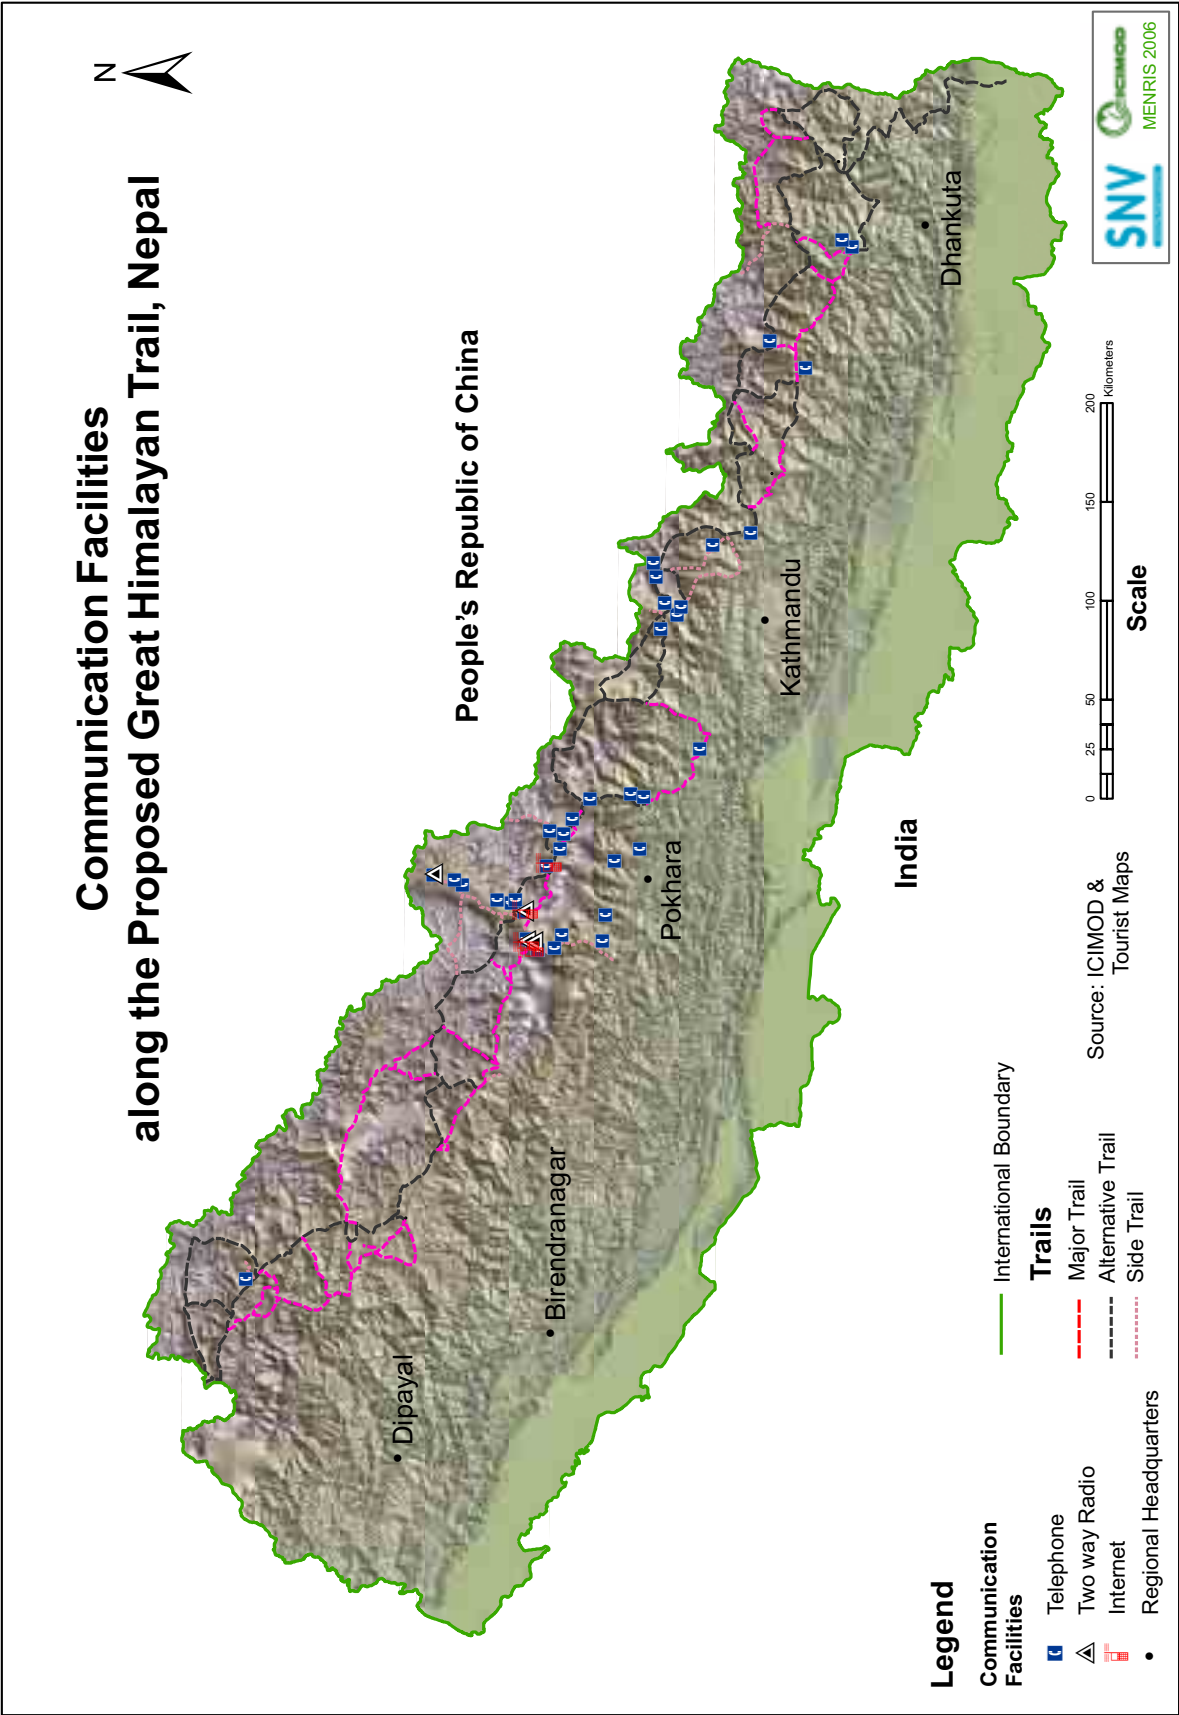 Communication Facilities
along the Proposed Great Himalayan Trail, Nepal
N
People's Republic of China
Dipayal
Birendranagar
Pokhara
Kathmandu
Dhankuta
India
Legend
Communication
Facilities
Telephone
Two way Radio
Internet
Regional Headquarters
International Boundary
Trails
Major Trail
Alternative Trail
Side Trail
Source: ICIMOD &
Tourist Maps
0 25 50 100 150 200
Kilometers
Scale
SNV
ICIMOD
MENRIS 2006